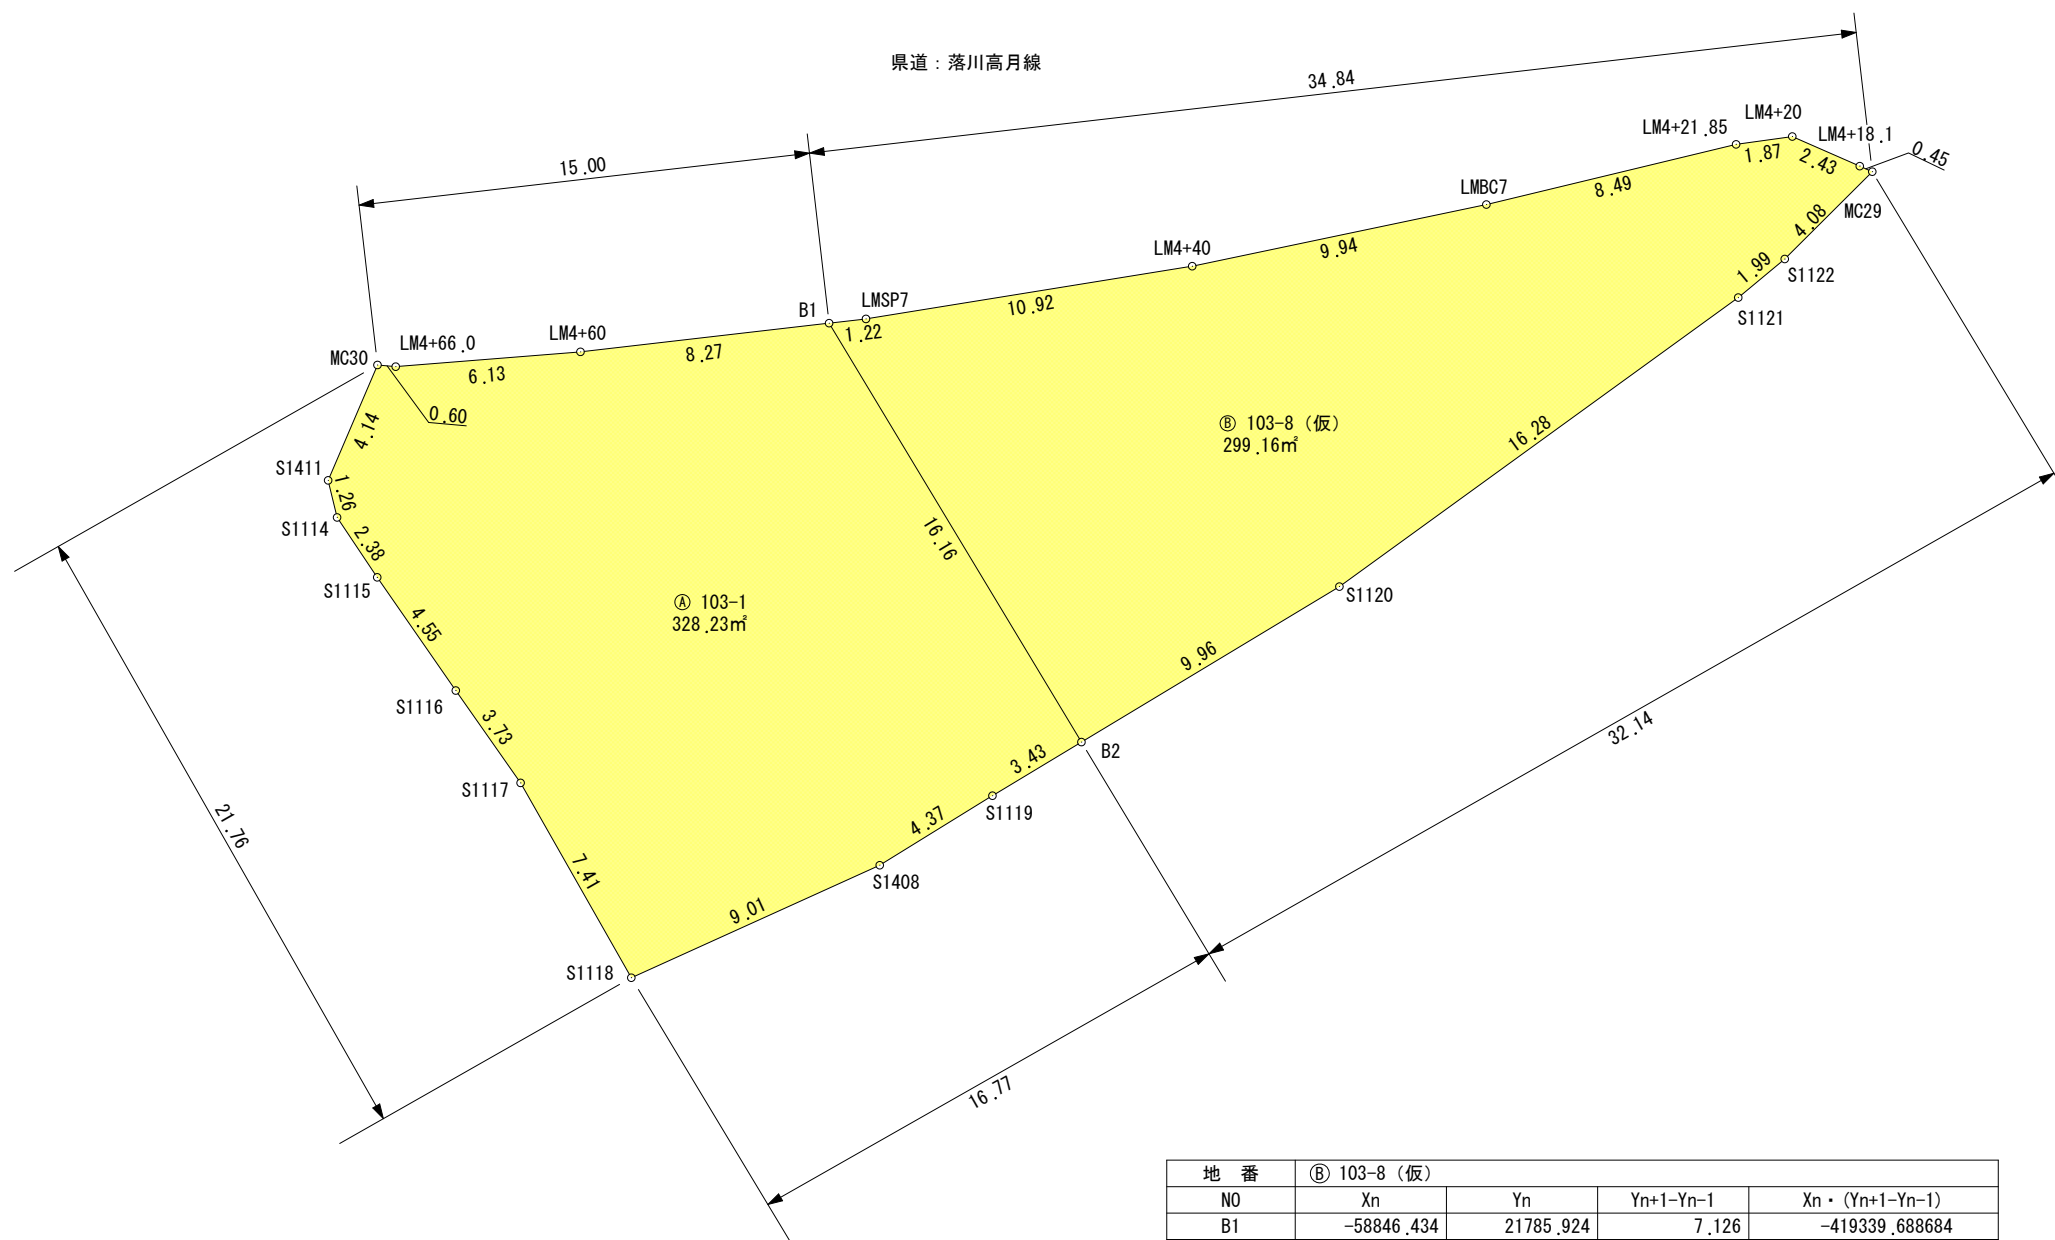 県道：落川高月線
34.84
15.00
LM4+20
LM4+21.85
LM4+18.1
0.45
1.87
2.43
LMBC7
8.49
MC29
4.08
LM4+40
9.94
1.99
S1122
S1121
B1
LMSP7
10.92
1.22
LM4+66.0
LM4+60
MC30
8.27
6.13
0.60
4.14
Ⓑ 103-8（仮）
299.16㎡
16.28
S1411
1.26
S1114
2.38
16.16
S1115
Ⓐ 103-1
328.23㎡
S1120
4.55
9.96
S1116
3.73
32.14
B2
3.43
S1117
S1119
4.37
21.76
7.41
S1408
9.01
S1118
16.77
地　番 Ⓑ 103-8（仮）
NO Xn Yn Yn+1-Yn-1 Xn・(Yn+1-Yn-1)
B1 -58846.434 21785.924 7.126 -419339.688684